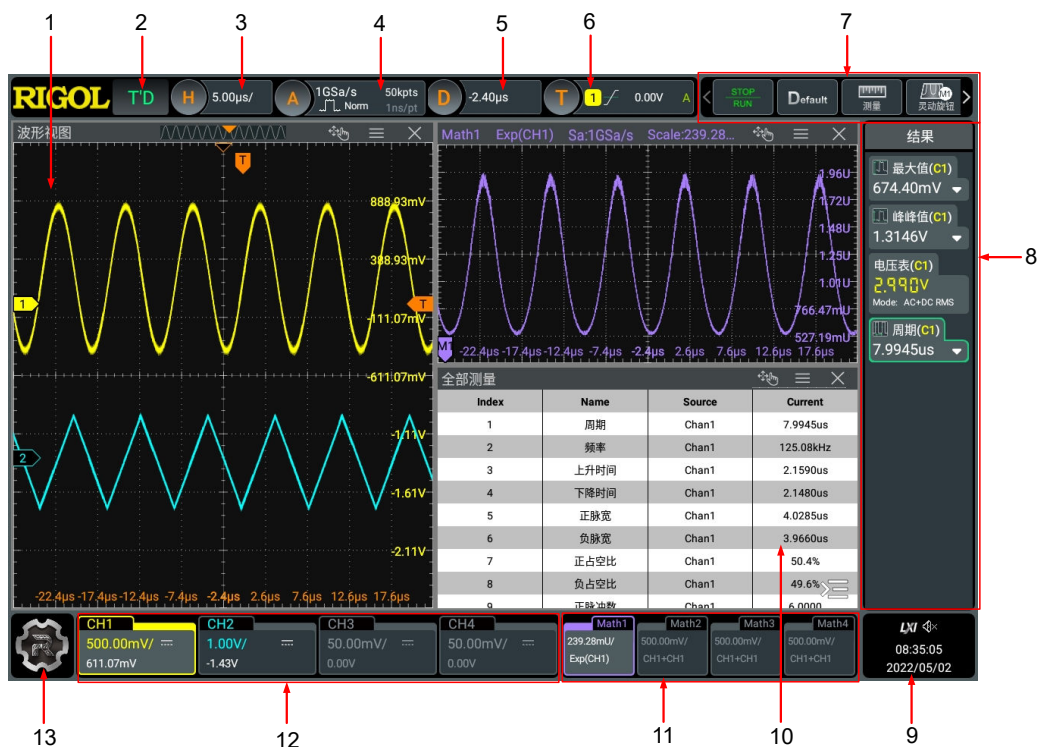 1 2 3 4 5 6 7
RIGOL T'D H 5.00μs/ A 1GSa/s 50kpts Norm 1ns/pt D -2.40μs T 1 0.00V A STOP RUN Default 测量 灵动旋钮
波形视图
T
888.93mV
388.93mV
1
T
-111.07mV
-611.07mV
-1.11V
2
-1.61V
-2.11V
-22.4μs -17.4μs -12.4μs -7.4μs -2.4μs 2.6μs 7.6μs 12.6μs 17.6μs
Math1 Exp(CH1) Sa:1GSa/s Scale:239.28...
1.96U
1.72U
1.48U
1.25U
1.01U
766.47mU
527.19mU
M1
-22.4μs -17.4μs -12.4μs -7.4μs -2.4μs 2.6μs 7.6μs 12.6μs 17.6μs
全部测量
Index Name Source Current
1 周期 Chan1 7.9945us
2 频率 Chan1 125.08kHz
3 上升时间 Chan1 2.1590us
4 下降时间 Chan1 2.1480us
5 正脉宽 Chan1 4.0285us
6 负脉宽 Chan1 3.9660us
7 正占空比 Chan1 50.4%
8 负占空比 Chan1 49.6%
9 正脉冲数 Chan1 6.0000
结果
最大值(C1)
674.40mV
峰峰值(C1)
1.3146V
电压表(C1)
2.990V
Mode: AC+DC RMS
周期(C1)
7.9945us
8
CH1
500.00mV/
611.07mV
CH2
1.00V/
-1.43V
CH3
50.00mV/
0.00V
CH4
50.00mV/
0.00V
Math1
239.28mU/
Exp(CH1)
Math2
500.00mV/
CH1+CH1
Math3
500.00mV/
CH1+CH1
Math4
500.00mV/
CH1+CH1
LXI
08:35:05
2022/05/02
13 12 11 10 9